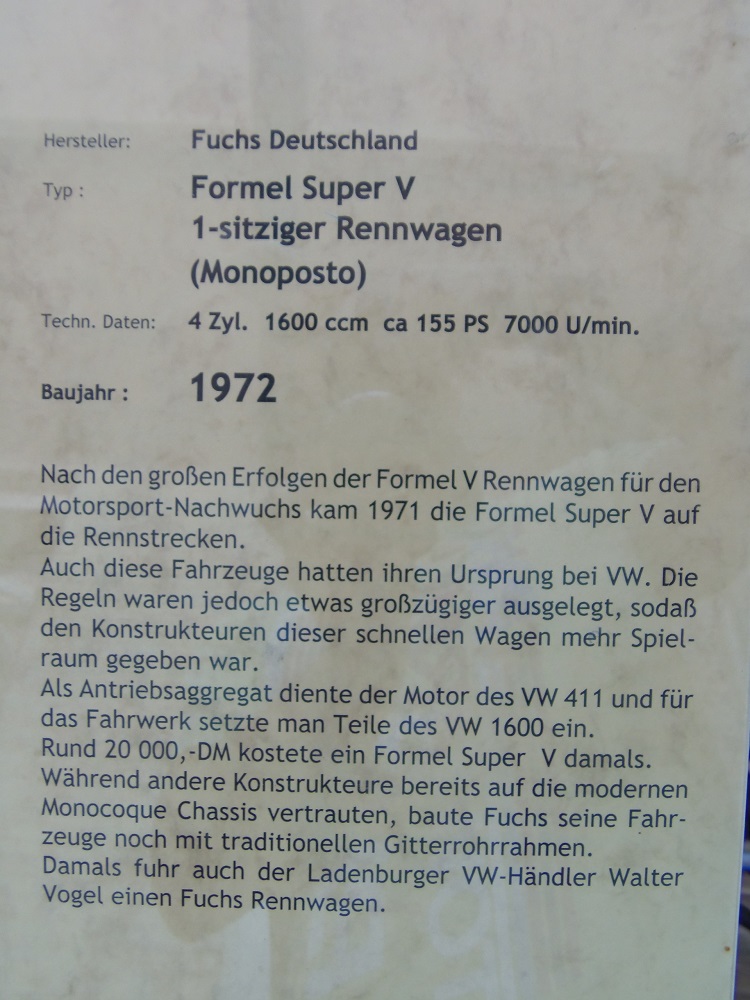 Hersteller: Fuchs Deutschland
Typ : Formel Super V
1-sitziger Rennwagen
(Monoposto)
Techn. Daten: 4 Zyl. 1600 ccm ca 155 PS 7000 U/min.
Baujahr : 1972
Nach den großen Erfolgen der Formel V Rennwagen für den
Motorsport-Nachwuchs kam 1971 die Formel Super V auf
die Rennstrecken.
Auch diese Fahrzeuge hatten ihren Ursprung bei VW. Die
Regeln waren jedoch etwas großzügiger ausgelegt, sodaß
den Konstrukteuren dieser schnellen Wagen mehr Spiel-
raum gegeben war.
Als Antriebsaggregat diente der Motor des VW 411 und für
das Fahrwerk setzte man Teile des VW 1600 ein.
Rund 20 000,-DM kostete ein Formel Super V damals.
Während andere Konstrukteure bereits auf die modernen
Monocoque Chassis vertrauten, baute Fuchs seine Fahr-
zeuge noch mit traditionellen Gitterrohrrahmen.
Damals fuhr auch der Ladenburger VW-Händler Walter
Vogel einen Fuchs Rennwagen.